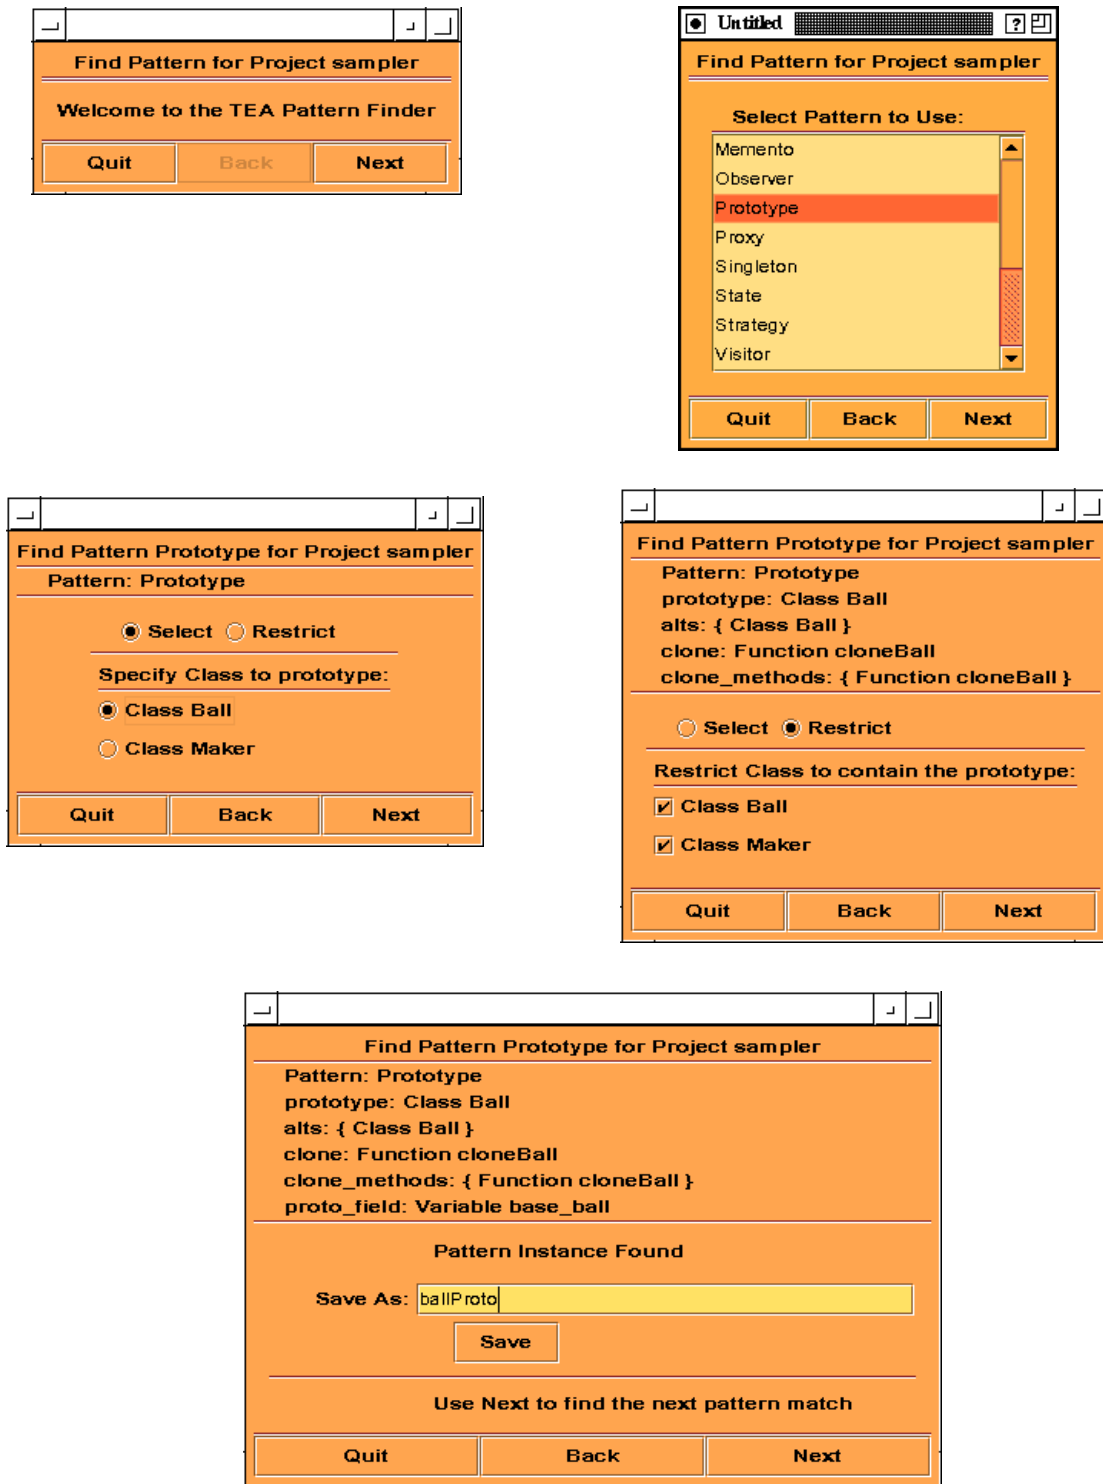 Find Pattern for Project sampler
Welcome to the TEA Pattern Finder
Quit Back Next
Untitled
Find Pattern for Project sampler
Select Pattern to Use:
Memento
Observer
Prototype
Proxy
Singleton
State
Strategy
Visitor
Quit Back Next
Find Pattern Prototype for Project sampler
Pattern: Prototype
Select Restrict
Specify Class to prototype:
Class Ball
Class Maker
Quit Back Next
Find Pattern Prototype for Project sampler
Pattern: Prototype
prototype: Class Ball
alts: { Class Ball }
clone: Function cloneBall
clone_methods: { Function cloneBall }
Select Restrict
Restrict Class to contain the prototype:
Class Ball
Class Maker
Quit Back Next
Find Pattern Prototype for Project sampler
Pattern: Prototype
prototype: Class Ball
alts: { Class Ball }
clone: Function cloneBall
clone_methods: { Function cloneBall }
proto_field: Variable base_ball
Pattern Instance Found
Save As: ballProto
Save
Use Next to find the next pattern match
Quit Back Next